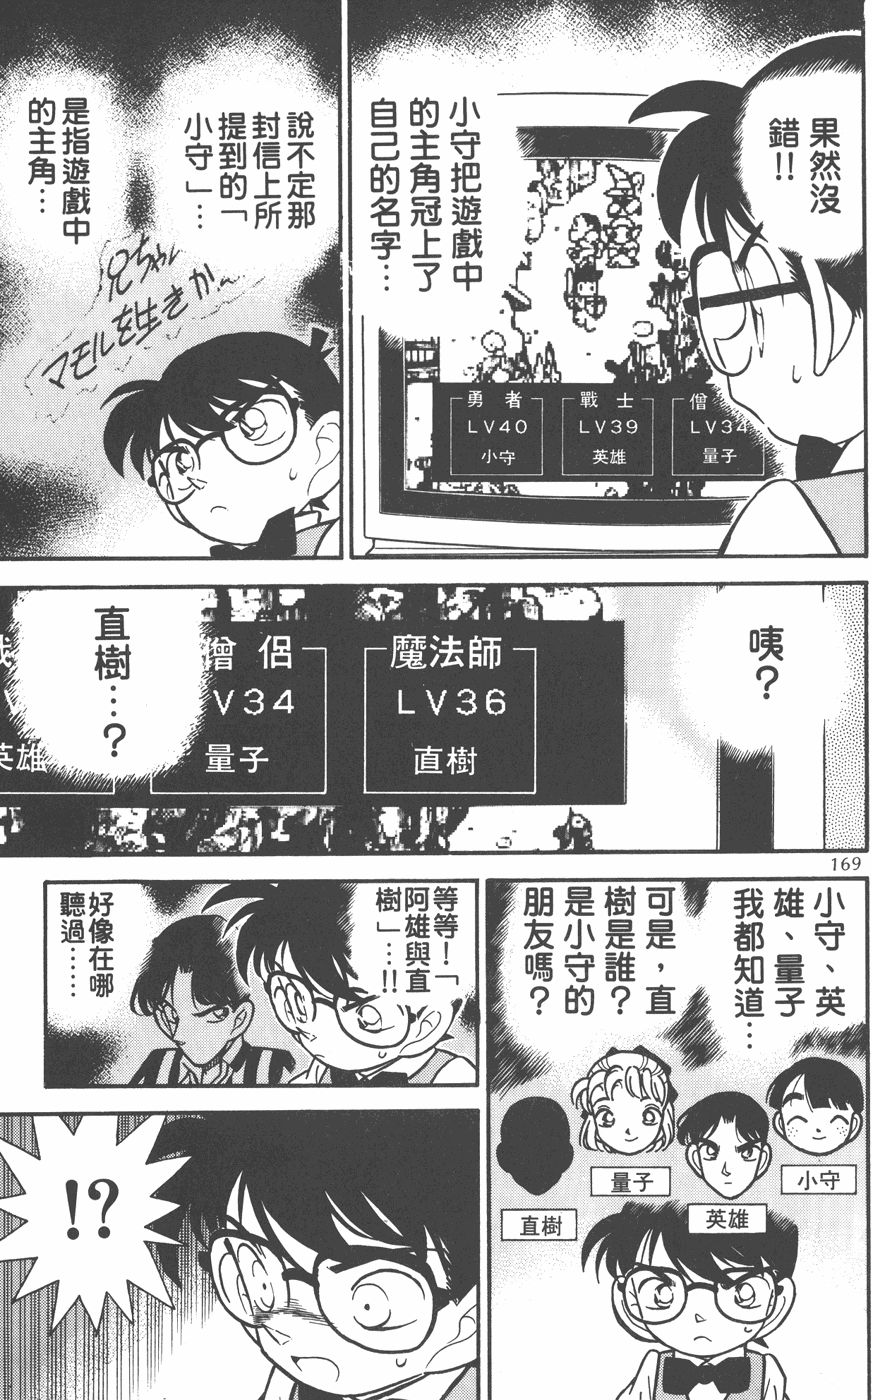 果然沒
錯!!
小守把遊戲中
的主角冠上了
自己的名字…
勇者
LV40
小守
戰士
LV39
英雄
僧
LV34
量子
說不定那
封信上所
提到的「
小守」…
是指遊戲中
的主角…
兄ちゃん
マモルを生きか
咦?
魔法師
LV36
直樹
僧侶
LV34
量子
英雄
直樹…?
169
小守、英
雄、量子
我都知道…
可是，直
樹是誰?
是小守的
朋友嗎?
小守
英雄
量子
直樹
等等!「
阿雄與直
樹」…!!
好像在哪
聽過……
!?